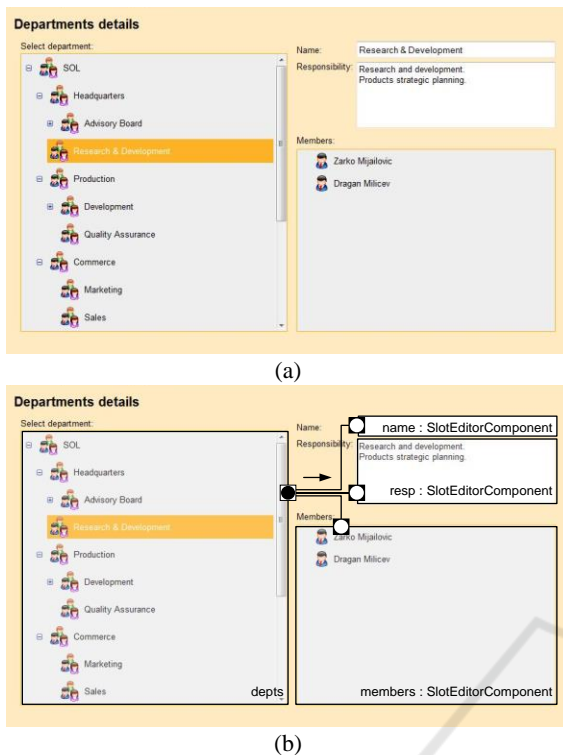 Departments details
Select department:
SOL
Headquarters
Advisory Board
Research & Development
Production
Development
Quality Assurance
Commerce
Marketing
Sales
Name:
Research & Development
Responsibility:
Research and development.
Products strategic planning.
Members:
Zarko Mijailovic
Dragan Milicev
(a)
Departments details
Select department:
SOL
Headquarters
Advisory Board
Research & Development
Production
Development
Quality Assurance
Commerce
Marketing
Sales
depts
Name:
name : SlotEditorComponent
Responsibility:
Research and development.
Products strategic planning.
resp : SlotEditorComponent
Members:
Zarko Mijailovic
Dragan Milicev
members : SlotEditorComponent
(b)